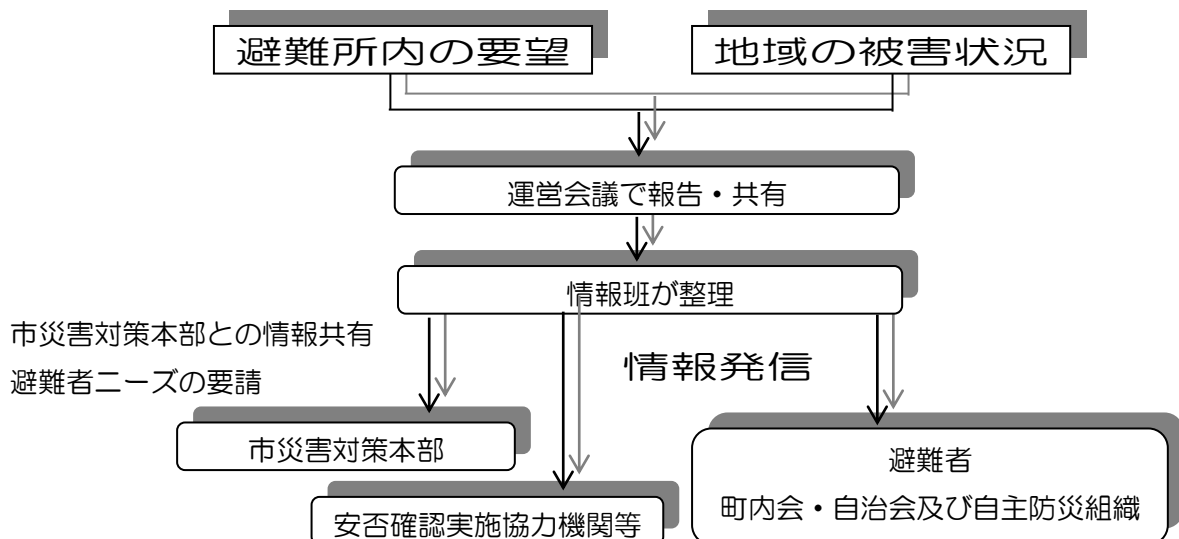 避難所内の要望
地域の被害状況
運営会議で報告・共有
情報班が整理
市災害対策本部との情報共有
避難者ニーズの要請
情報発信
市災害対策本部
避難者
町内会・自治会及び自主防災組織
安否確認実施協力機関等